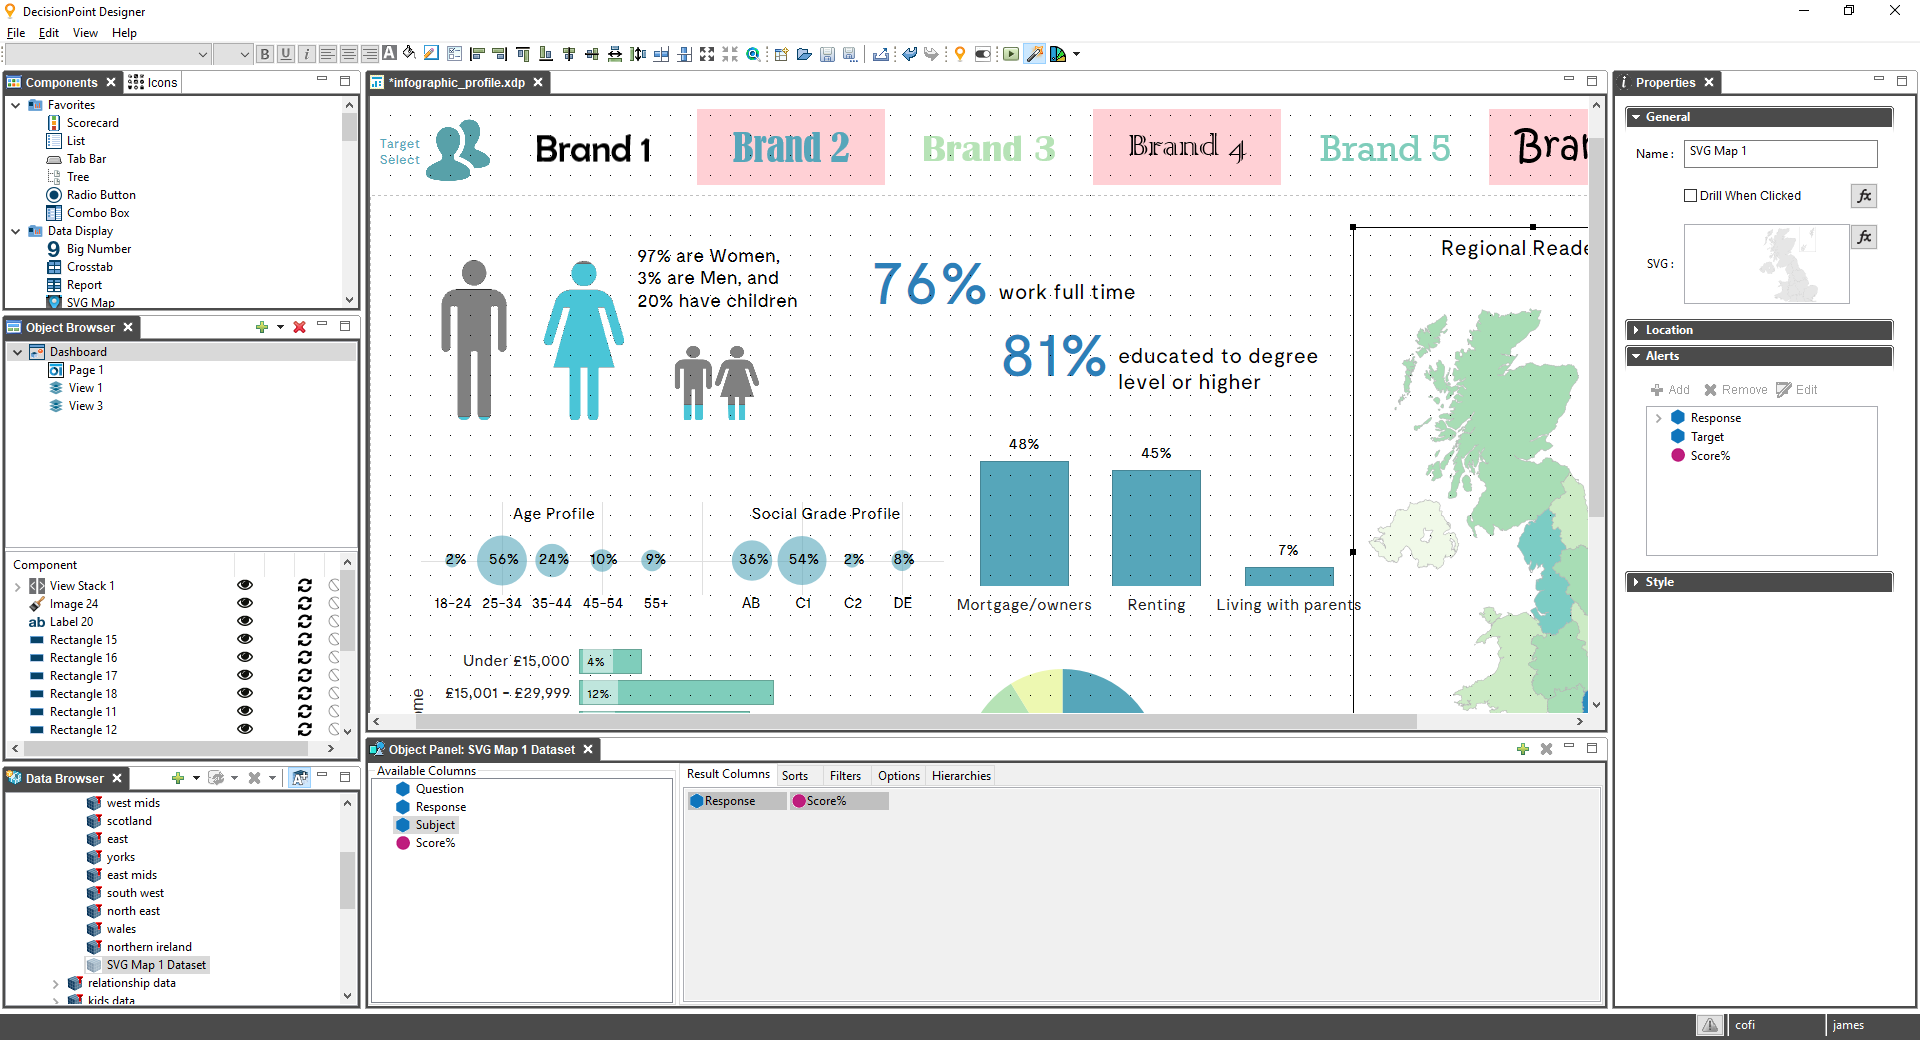 DecisionPoint Designer
File Edit View Help
B U i A
Components Icons
Favorites
Scorecard
List
Tab Bar
Tree
Radio Button
Combo Box
Data Display
9 Big Number
Crosstab
Report
SVG Map
Object Browser
Dashboard
Page 1
View 1
View 3
Component
View Stack 1
Image 24
ab Label 20
Rectangle 15
Rectangle 16
Rectangle 17
Rectangle 18
Rectangle 11
Rectangle 12
Data Browser
west mids
scotland
east
yorks
east mids
south west
north east
wales
northern ireland
SVG Map 1 Dataset
relationship data
kids data
*infographic_profile.xdp
Target
Select
Brand 1
Brand 2
Brand 3
Brand 4
Brand 5
97% are Women,
3% are Men, and
20% have children
76% work full time
81% educated to degree
level or higher
Regional
48%
45%
7%
Mortgage/owners Renting Living with parents
Age Profile
2% 56% 24% 10% 9%
18-24 25-34 35-44 45-54 55+
Social Grade Profile
36% 54% 2% 8%
AB C1 C2 DE
Under £15,000 4%
£15,001 - £29,999 12%
Object Panel: SVG Map 1 Dataset
Available Columns
Question
Response
Subject
Score%
Result Columns Sorts Filters Options Hierarchies
Response Score%
Properties
General
Name : SVG Map 1
Drill When Clicked fx
SVG : fx
Location
Alerts
Add Remove Edit
Response
Target
Score%
Style
cofi james